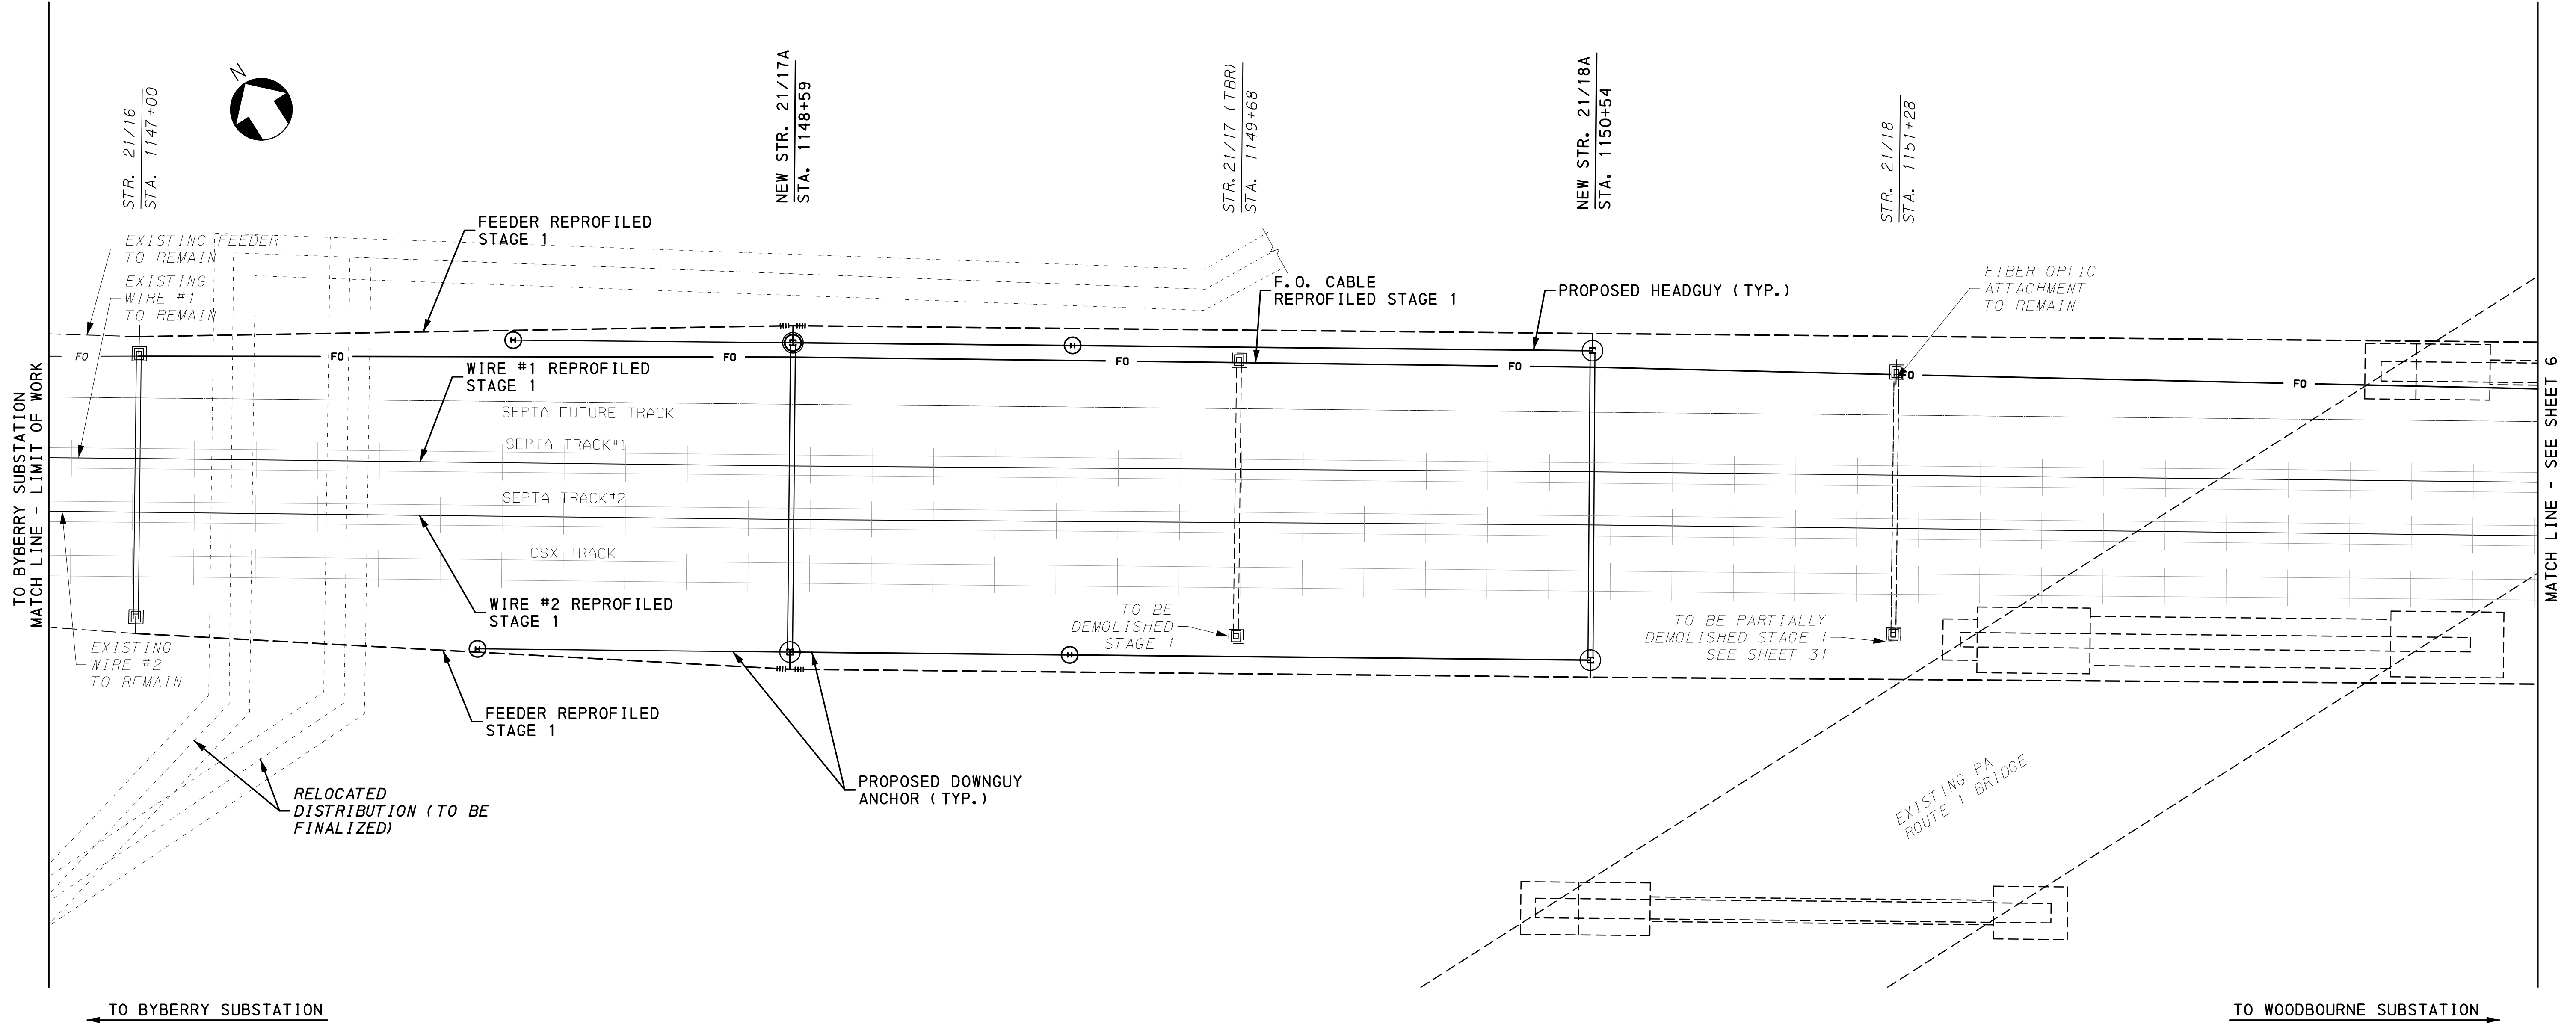 N
STR. 21/16
STA. 1147+00
NEW STR. 21/17A
STA. 1148+59
STR. 21/17 (TBR)
STA. 1149+68
NEW STR. 21/18A
STA. 1150+54
STR. 21/18
STA. 1151+28
FEEDER REPROFILED
STAGE 1
EXISTING FEEDER
TO REMAIN
EXISTING
WIRE #1
TO REMAIN
F.O. CABLE
REPROFILED STAGE 1
PROPOSED HEADGUY (TYP.)
FIBER OPTIC
ATTACHMENT
TO REMAIN
FO
FO
FO
FO
FO
FO
FO
H
H
WIRE #1 REPROFILED
STAGE 1
SEPTA FUTURE TRACK
SEPTA TRACK#1
SEPTA TRACK#2
CSX TRACK
TO BYBERRY SUBSTATION
MATCH LINE - LIMIT OF WORK
MATCH LINE - SEE SHEET 6
WIRE #2 REPROFILED
STAGE 1
TO BE
DEMOLISHED
STAGE 1
TO BE PARTIALLY
DEMOLISHED STAGE 1
SEE SHEET 31
EXISTING
WIRE #2
TO REMAIN
H
H
FEEDER REPROFILED
STAGE 1
PROPOSED DOWNGUY
ANCHOR (TYP.)
RELOCATED
DISTRIBUTION (TO BE
FINALIZED)
EXISTING PA
ROUTE 1 BRIDGE
TO BYBERRY SUBSTATION
TO WOODBOURNE SUBSTATION